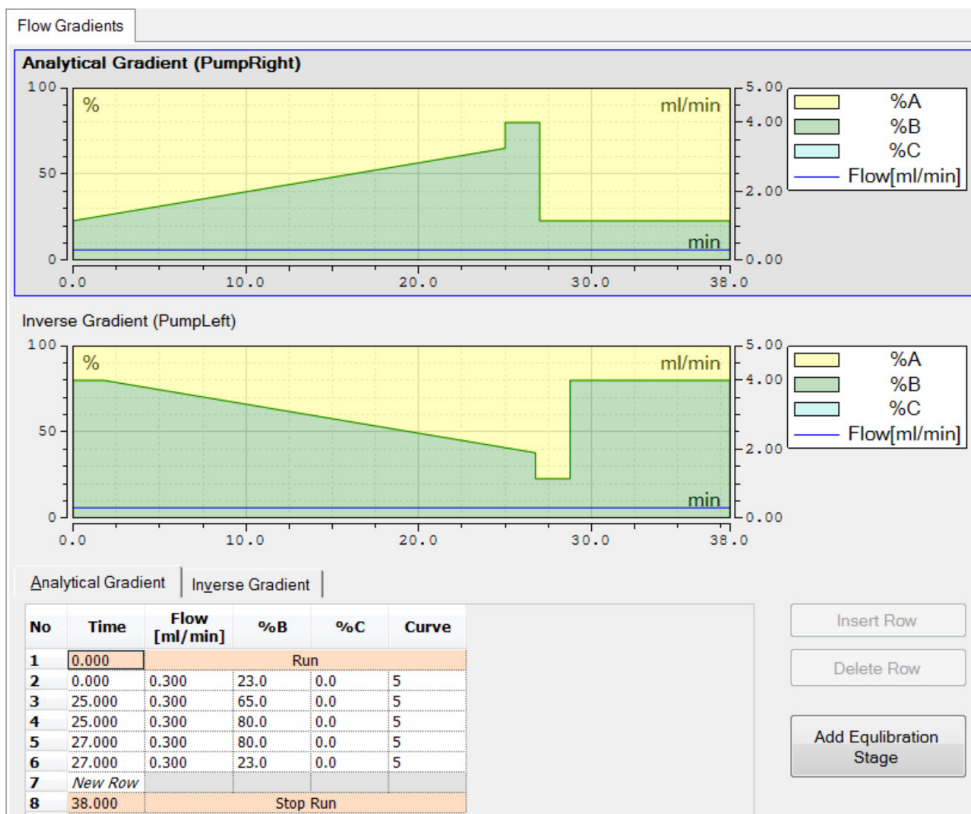 Flow Gradients
Analytical Gradient (PumpRight)
100
50
0
%
ml/min
min
5.00
4.00
2.00
0.00
0.0 10.0 20.0 30.0 38.0
%A
%B
%C
Flow[ml/min]
Inverse Gradient (PumpLeft)
100
50
0
%
ml/min
min
5.00
4.00
2.00
0.00
0.0 10.0 20.0 30.0 38.0
%A
%B
%C
Flow[ml/min]
Analytical Gradient Inverse Gradient
No Time Flow [ml/min] %B %C Curve
1 0.000 Run
2 0.000 0.300 23.0 0.0 5
3 25.000 0.300 65.0 0.0 5
4 25.000 0.300 80.0 0.0 5
5 27.000 0.300 80.0 0.0 5
6 27.000 0.300 23.0 0.0 5
7 New Row
8 38.000 Stop Run
Insert Row
Delete Row
Add Equlibration
Stage